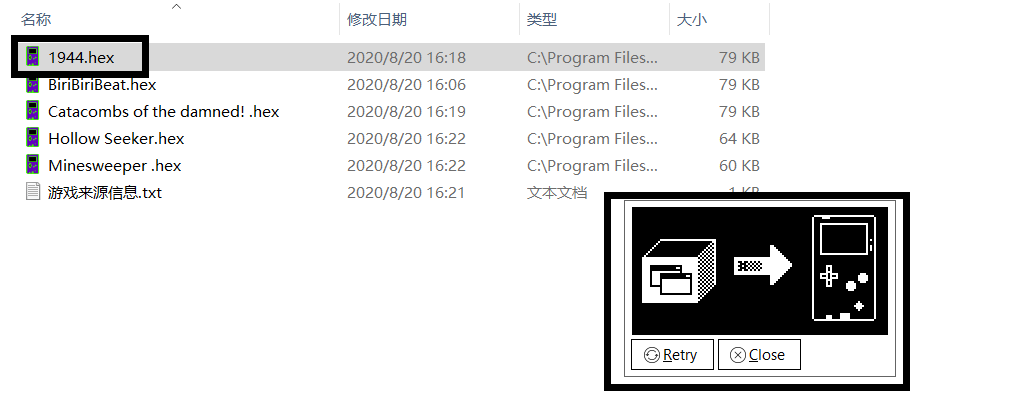 名称 修改日期 类型 大小
1944.hex 2020/8/20 16:18 C:\Program Files... 79 KB
BiriBiriBeat.hex 2020/8/20 16:06 C:\Program Files... 79 KB
Catacombs of the damned! .hex 2020/8/20 16:19 C:\Program Files... 79 KB
Hollow Seeker.hex 2020/8/20 16:22 C:\Program Files... 64 KB
Minesweeper .hex 2020/8/20 16:22 C:\Program Files... 60 KB
游戏来源信息.txt 2020/8/20 16:21 文本文档 1 KB
Retry Close